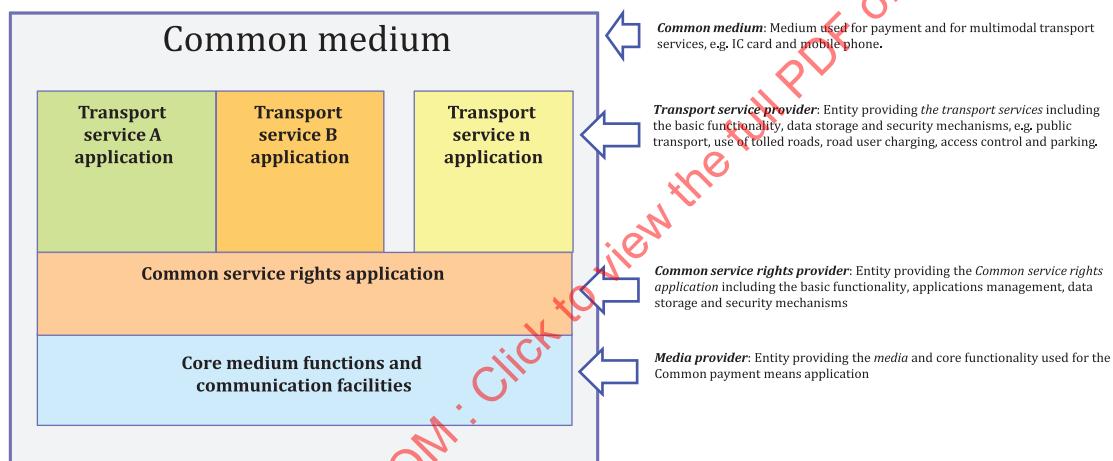 Common medium
Common medium: Medium used for payment and for multimodal transport
services, e.g. IC card and mobile phone.
Transport
service A
application
Transport
service B
application
Transport
service n
application
Transport service provider: Entity providing the transport services including
the basic functionality, data storage and security mechanisms, e.g. public
transport, use of tolled roads, road user charging, access control and parking.
Common service rights application
Common service rights provider: Entity providing the Common service rights
application including the basic functionality, applications management, data
storage and security mechanisms
Core medium functions and
communication facilities
Media provider: Entity providing the media and core functionality used for the
Common payment means application
OM : Click to view the full PDF o